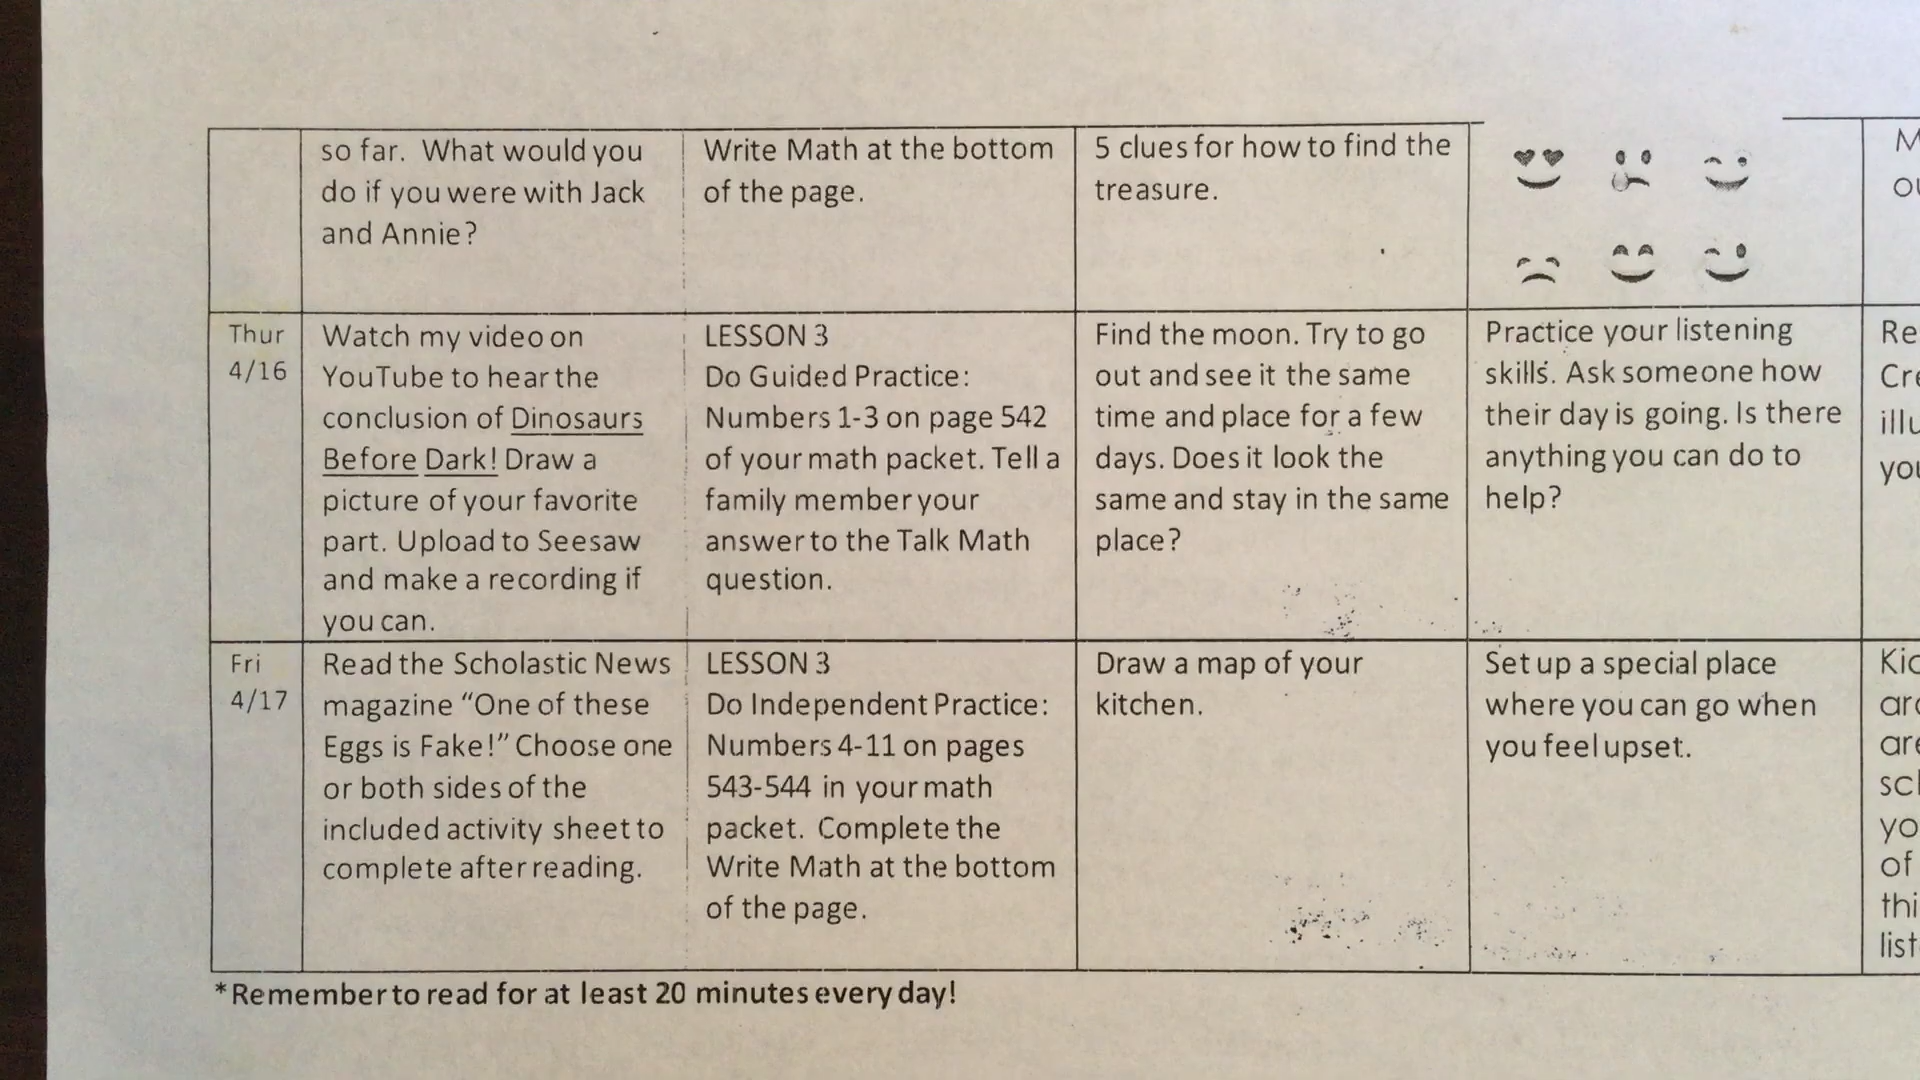 so far. What would you
do if you were with Jack
and Annie?
Write Math at the bottom
of the page.
5 clues for how to find the
treasure.
Thur
4/16
Watch my video on
YouTube to hear the
conclusion of Dinosaurs
Before Dark! Draw a
picture of your favorite
part. Upload to Seesaw
and make a recording if
you can.
LESSON 3
Do Guided Practice:
Numbers 1-3 on page 542
of your math packet. Tell a
family member your
answer to the Talk Math
question.
Find the moon. Try to go
out and see it the same
time and place for a few
days. Does it look the
same and stay in the same
place?
Practice your listening
skills. Ask someone how
their day is going. Is there
anything you can do to
help?
Fri
4/17
Read the Scholastic News
magazine “One of these
Eggs is Fake!” Choose one
or both sides of the
included activity sheet to
complete after reading.
LESSON 3
Do Independent Practice:
Numbers 4-11 on pages
543-544 in your math
packet. Complete the
Write Math at the bottom
of the page.
Draw a map of your
kitchen.
Set up a special place
where you can go when
you feel upset.
of
*Remember to read for at least 20 minutes every day!